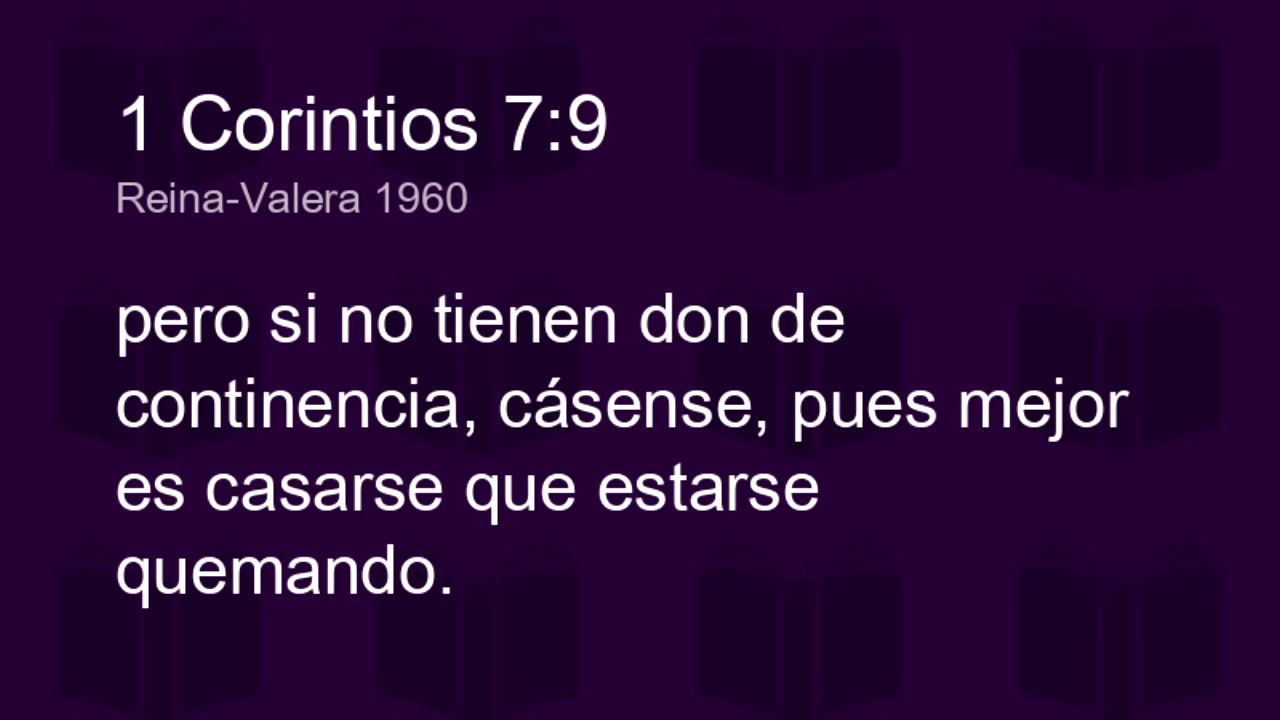 1 Corintios 7:9
Reina-Valera 1960
pero si no tienen don de
continencia, cásense, pues mejor
es casarse que estarse
quemando.